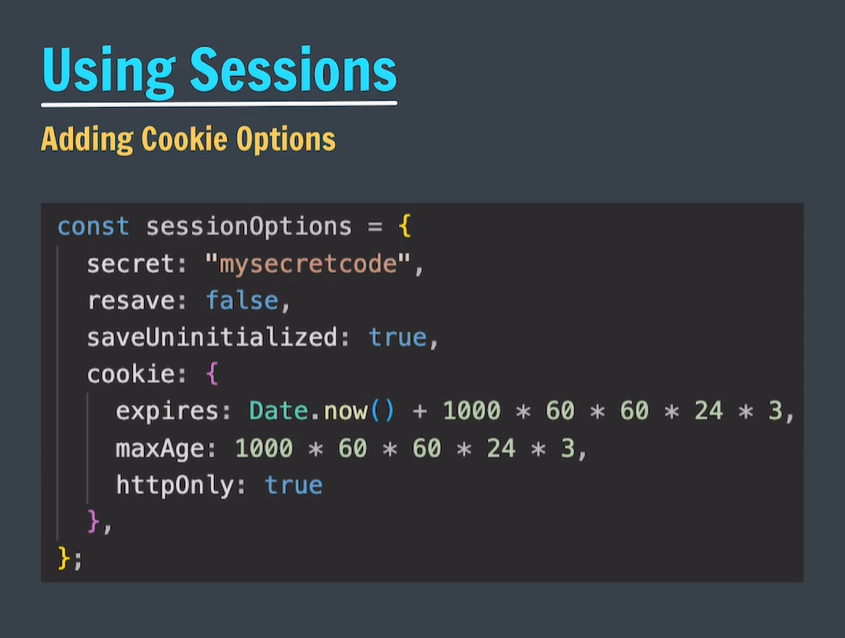 Using Sessions
Adding Cookie Options
const sessionOptions = {
  secret: "mysecretcode",
  resave: false,
  saveUninitialized: true,
  cookie: {
    expires: Date.now() + 1000 * 60 * 60 * 24 * 3,
    maxAge: 1000 * 60 * 60 * 24 * 3,
    httpOnly: true
  },
};